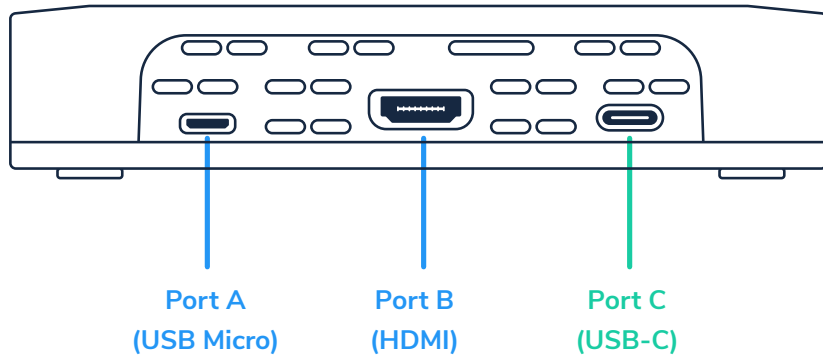 Port A
(USB Micro)
Port B
(HDMI)
Port C
(USB-C)